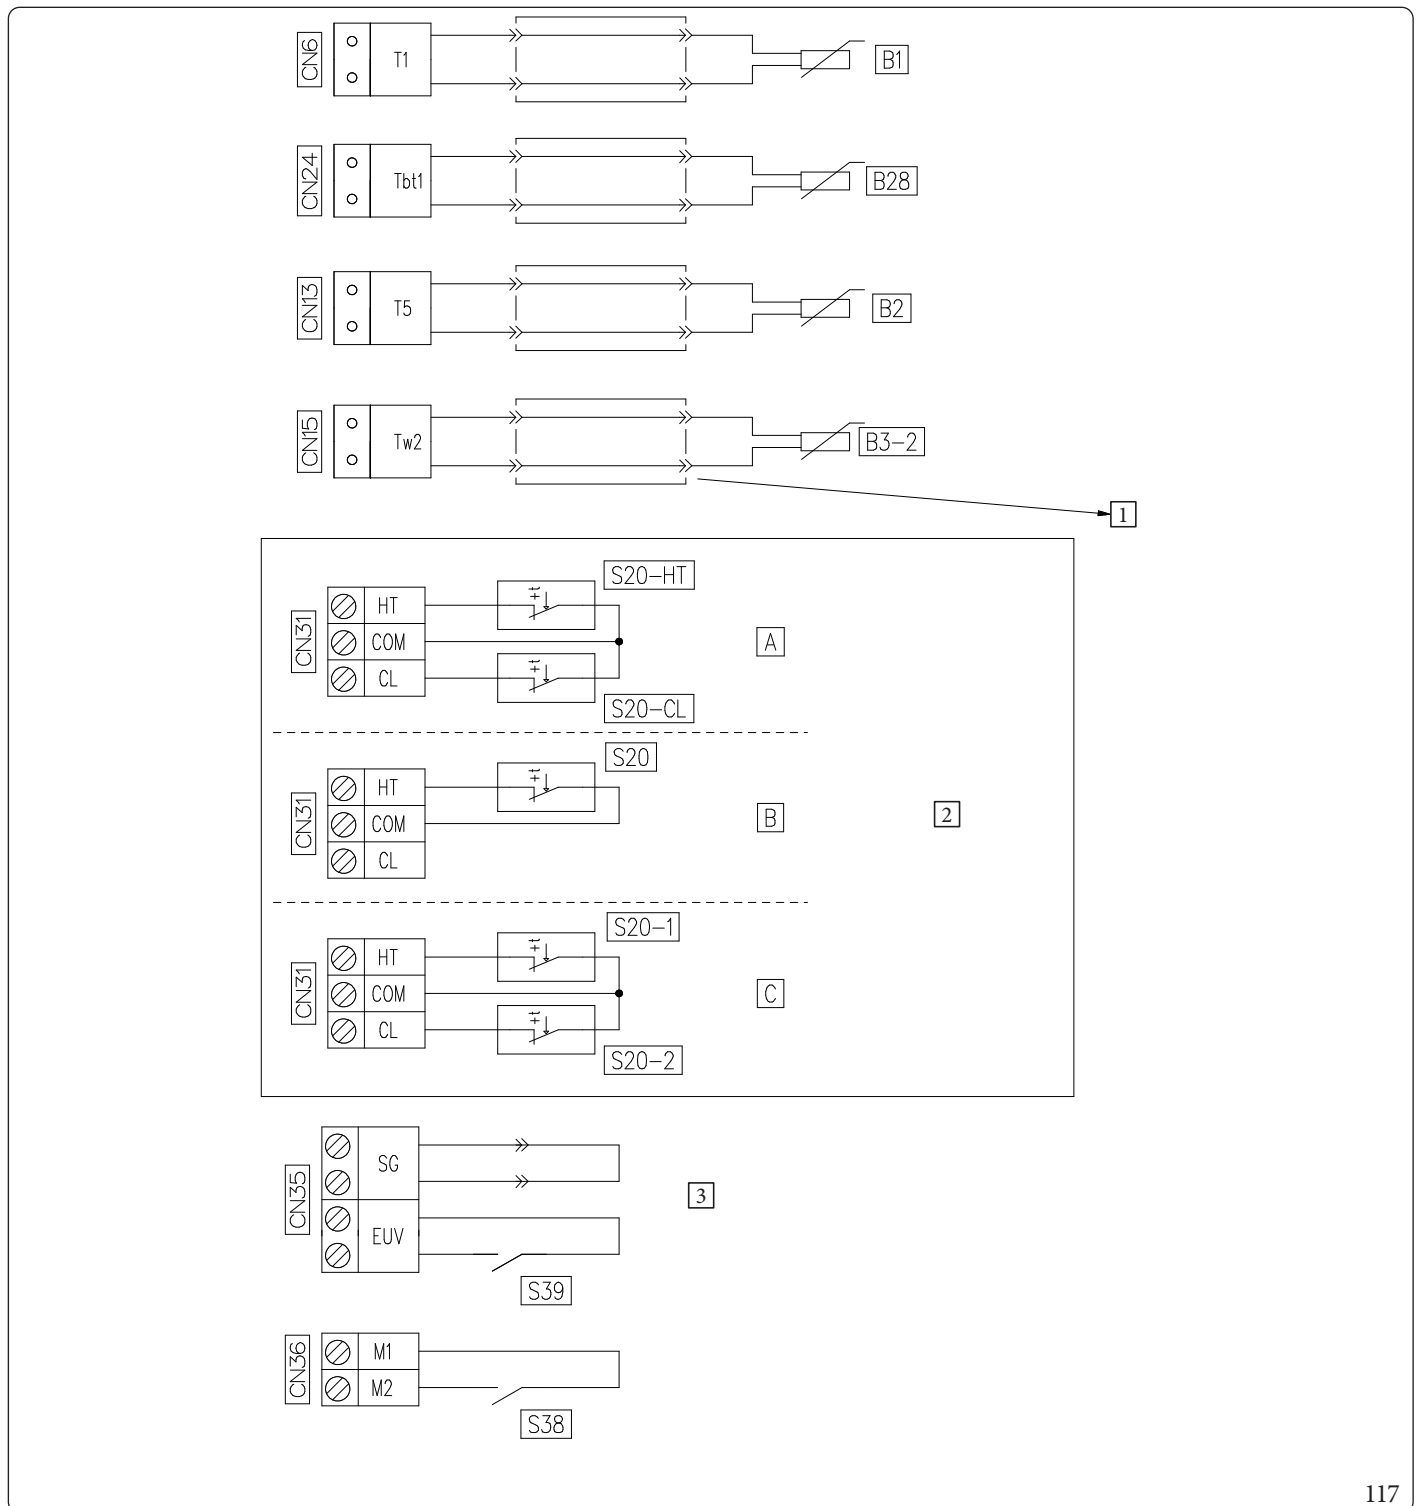 CN6
T1
B1
CN24
Tbt1
B28
CN13
T5
B2
CN15
Tw2
B3-2
1
S20-HT
CN31
HT
COM
CL
+t
+t
A
S20-CL
S20
CN31
HT
COM
CL
+t
B
2
S20-1
CN31
HT
COM
CL
+t
+t
C
S20-2
CN35
SG
EUV
3
S39
CN36
M1
M2
S38
117